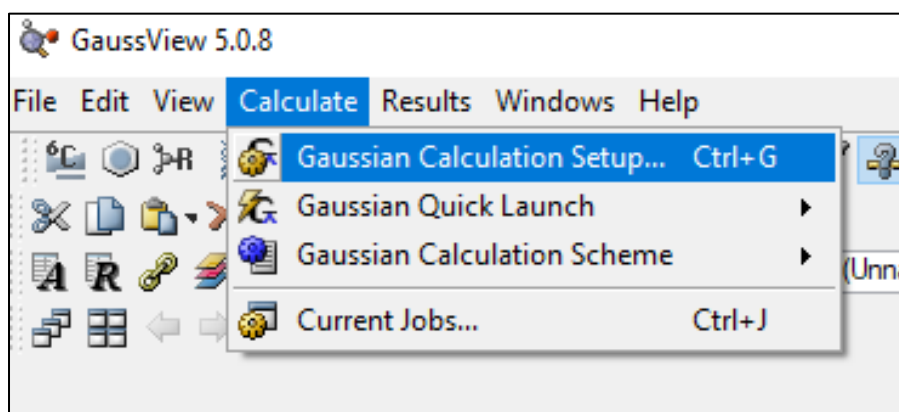 GaussView 5.0.8
File Edit View Calculate Results Windows Help
Gaussian Calculation Setup... Ctrl+G
Gaussian Quick Launch
Gaussian Calculation Scheme
Current Jobs... Ctrl+J